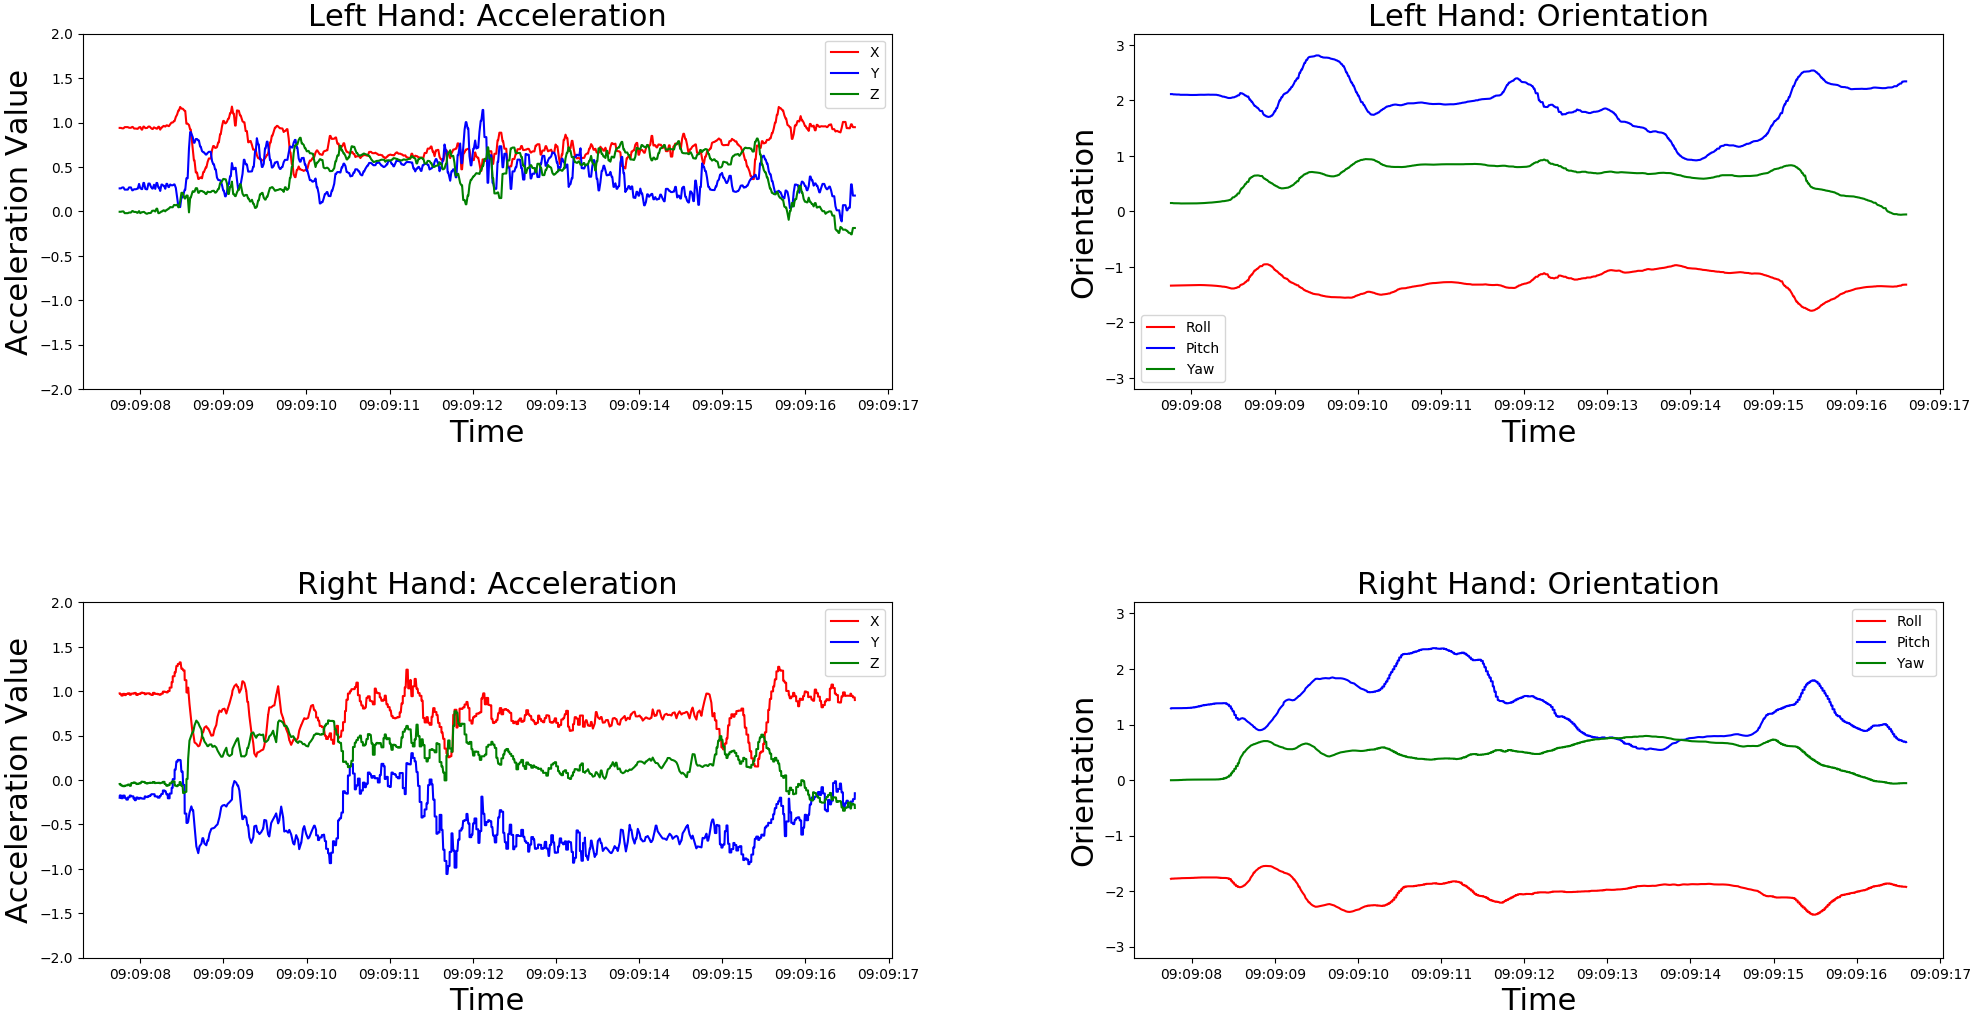 Left Hand: Acceleration
Acceleration Value
2.0
1.5
1.0
0.5
0.0
−0.5
−1.0
−1.5
−2.0
X
Y
Z
09:09:08 09:09:09 09:09:10 09:09:11 09:09:12 09:09:13 09:09:14 09:09:15 09:09:16 09:09:17
Time
Left Hand: Orientation
Orientation
3
2
1
0
−1
−2
−3
Roll
Pitch
Yaw
09:09:08 09:09:09 09:09:10 09:09:11 09:09:12 09:09:13 09:09:14 09:09:15 09:09:16 09:09:17
Time
Right Hand: Acceleration
Acceleration Value
2.0
1.5
1.0
0.5
0.0
−0.5
−1.0
−1.5
−2.0
X
Y
Z
09:09:08 09:09:09 09:09:10 09:09:11 09:09:12 09:09:13 09:09:14 09:09:15 09:09:16 09:09:17
Time
Right Hand: Orientation
Orientation
3
2
1
0
−1
−2
−3
Roll
Pitch
Yaw
09:09:08 09:09:09 09:09:10 09:09:11 09:09:12 09:09:13 09:09:14 09:09:15 09:09:16 09:09:17
Time